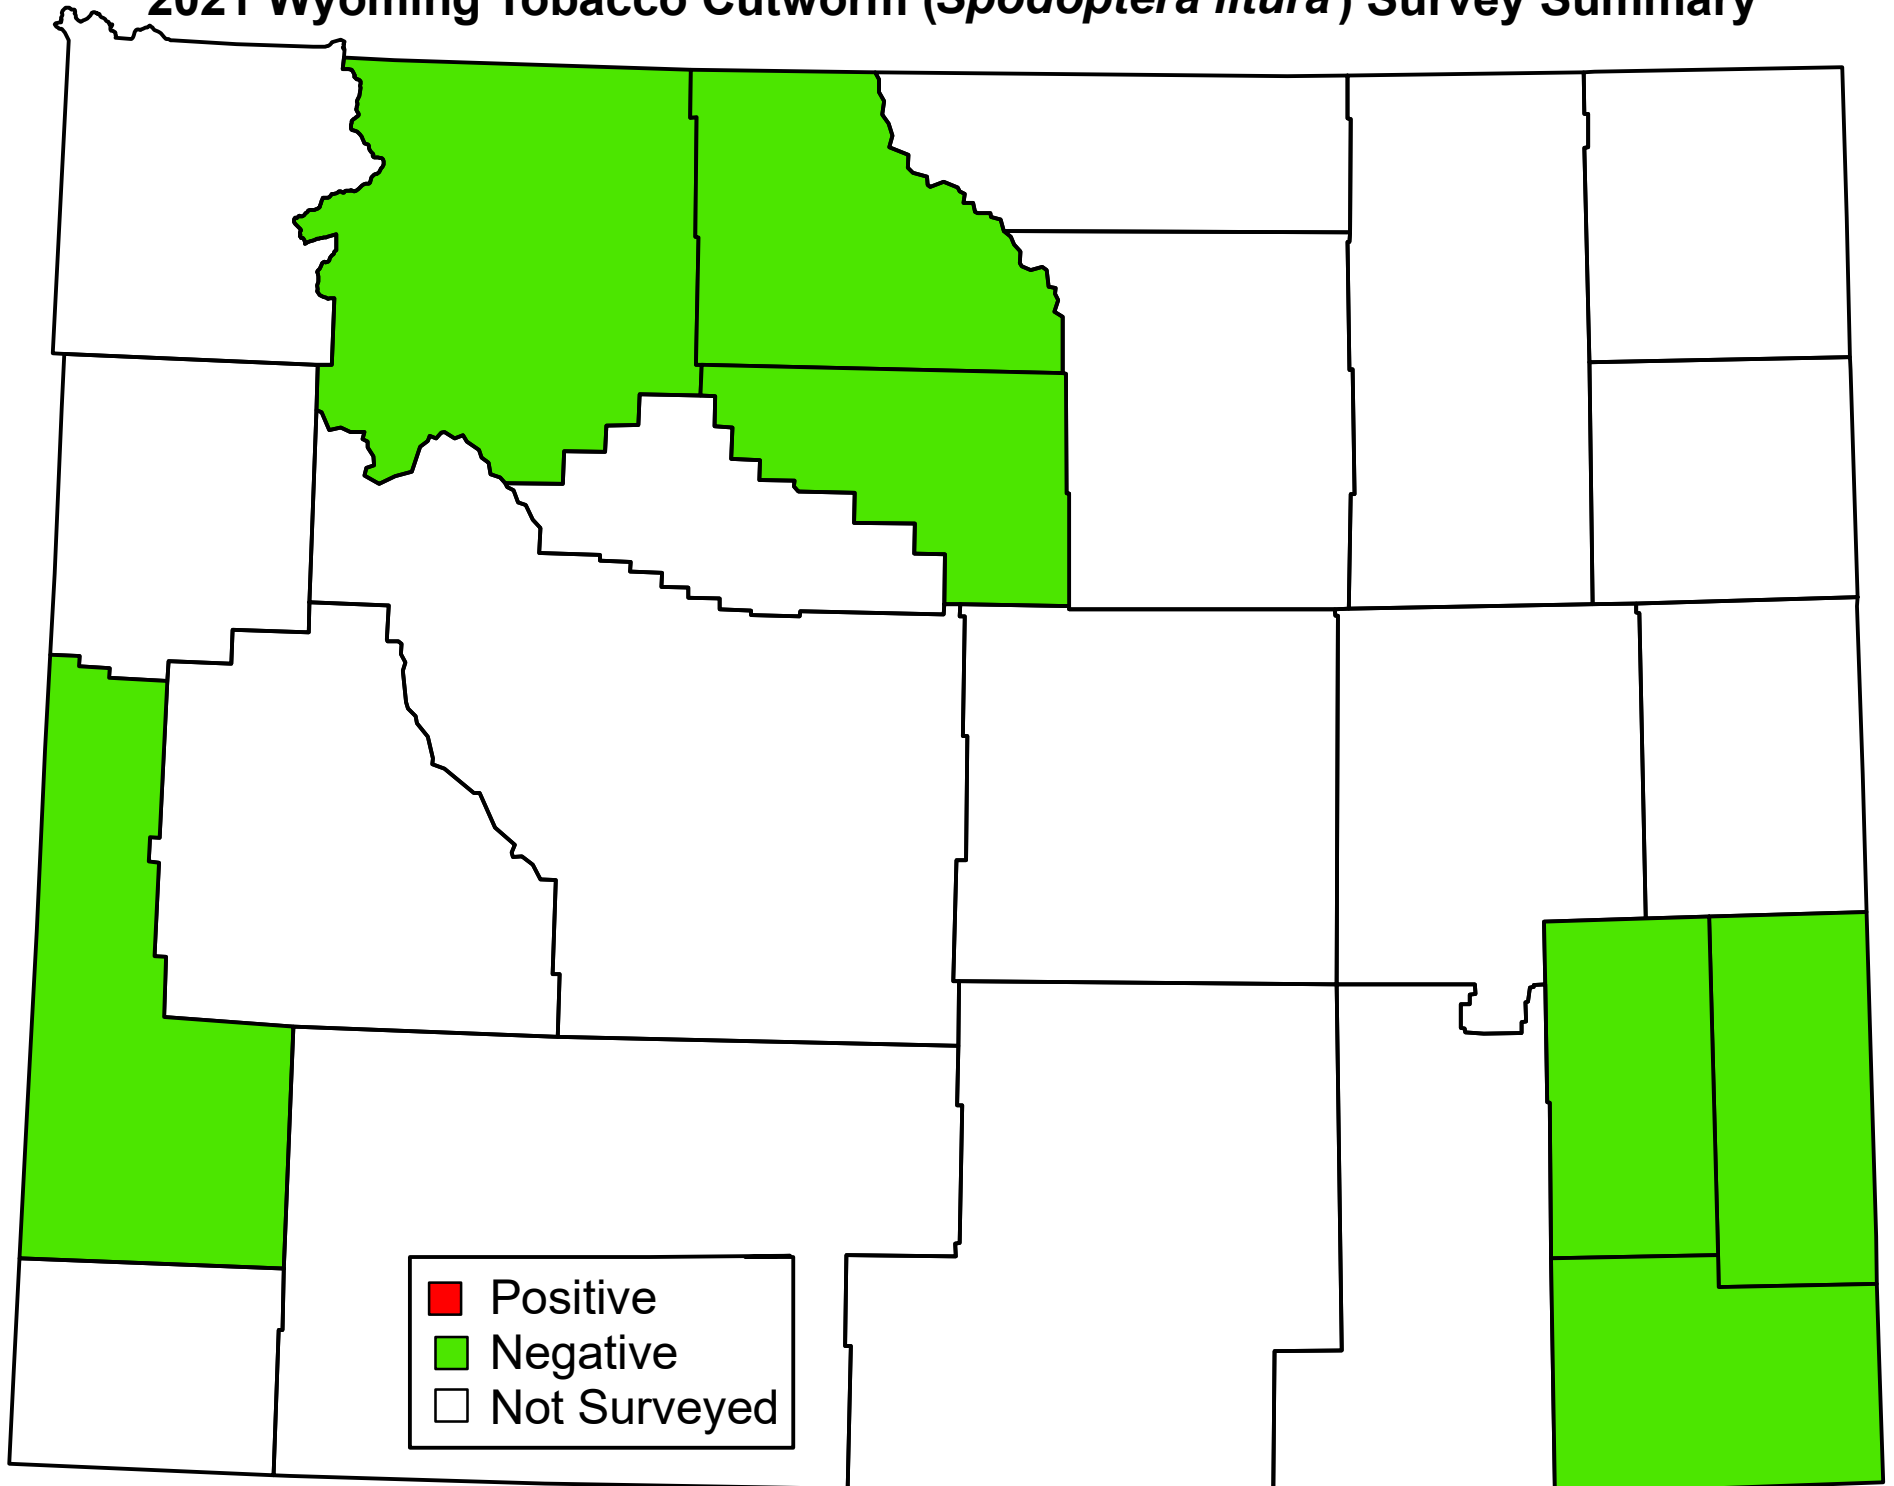 2021 Wyoming Tobacco Cutworm (Spodoptera litura) Survey Summary
Positive
Negative
Not Surveyed